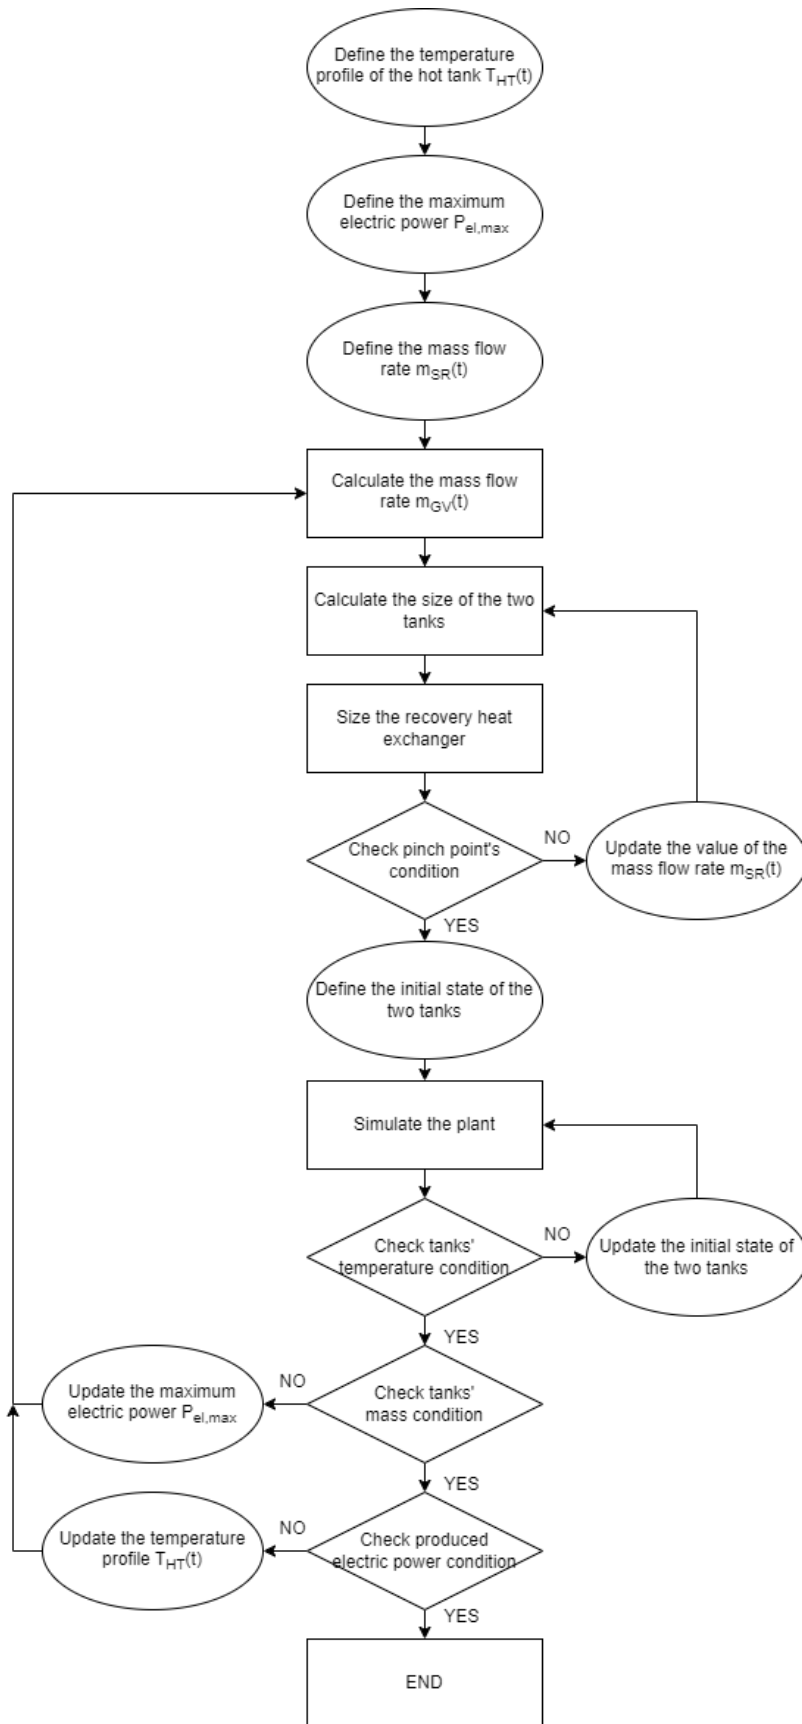 Define the temperature
profile of the hot tank T_HT(t)
Define the maximum
electric power P_el,max
Define the mass flow
rate m_SR(t)
Calculate the mass flow
rate m_GV(t)
Calculate the size of the two
tanks
Size the recovery heat
exchanger
Check pinch point's
condition
NO
Update the value of the
mass flow rate m_SR(t)
YES
Define the initial state of the
two tanks
Simulate the plant
Check tanks'
temperature condition
NO
Update the initial state of
the two tanks
YES
Check tanks'
mass condition
NO
Update the maximum
electric power P_el,max
YES
Check produced
electric power condition
NO
Update the temperature
profile T_HT(t)
YES
END